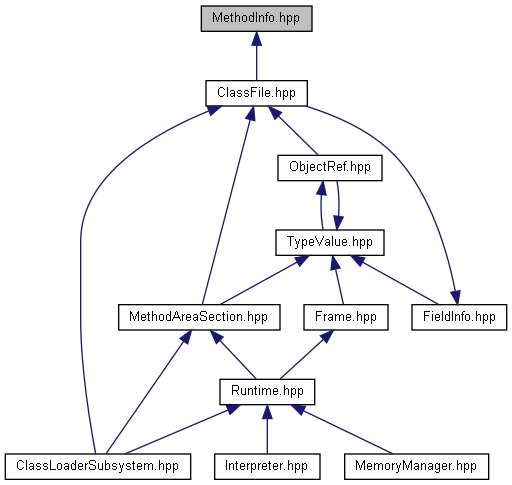 MethodInfo.hpp
ClassFile.hpp
ObjectRef.hpp
TypeValue.hpp
MethodAreaSection.hpp
Frame.hpp
FieldInfo.hpp
Runtime.hpp
ClassLoaderSubsystem.hpp
Interpreter.hpp
MemoryManager.hpp